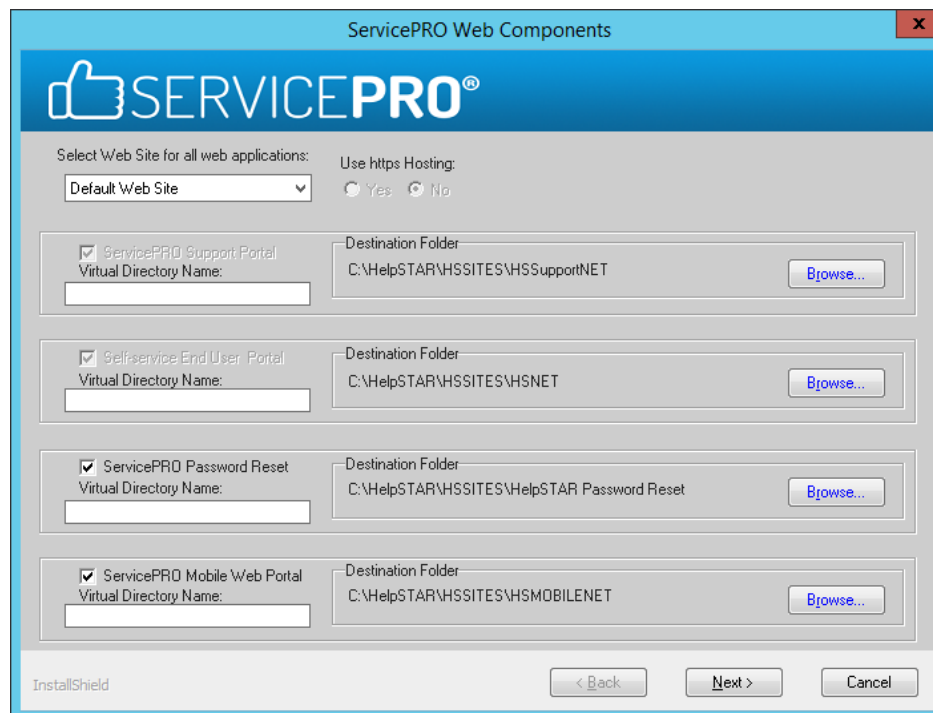 ServicePRO Web Components
x
SERVICEPRO®
Select Web Site for all web applications:
Use https Hosting:
Default Web Site
Yes No
ServicePRO Support Portal
Virtual Directory Name:
Destination Folder
C:\HelpSTAR\HSSITES\HSSupportNET
Browse...
Self-service End User Portal
Virtual Directory Name:
Destination Folder
C:\HelpSTAR\HSSITES\HSNET
Browse...
ServicePRO Password Reset
Virtual Directory Name:
Destination Folder
C:\HelpSTAR\HSSITES\HelpSTAR Password Reset
Browse...
ServicePRO Mobile Web Portal
Virtual Directory Name:
Destination Folder
C:\HelpSTAR\HSSITES\HSMOBILENET
Browse...
InstallShield
< Back
Next >
Cancel